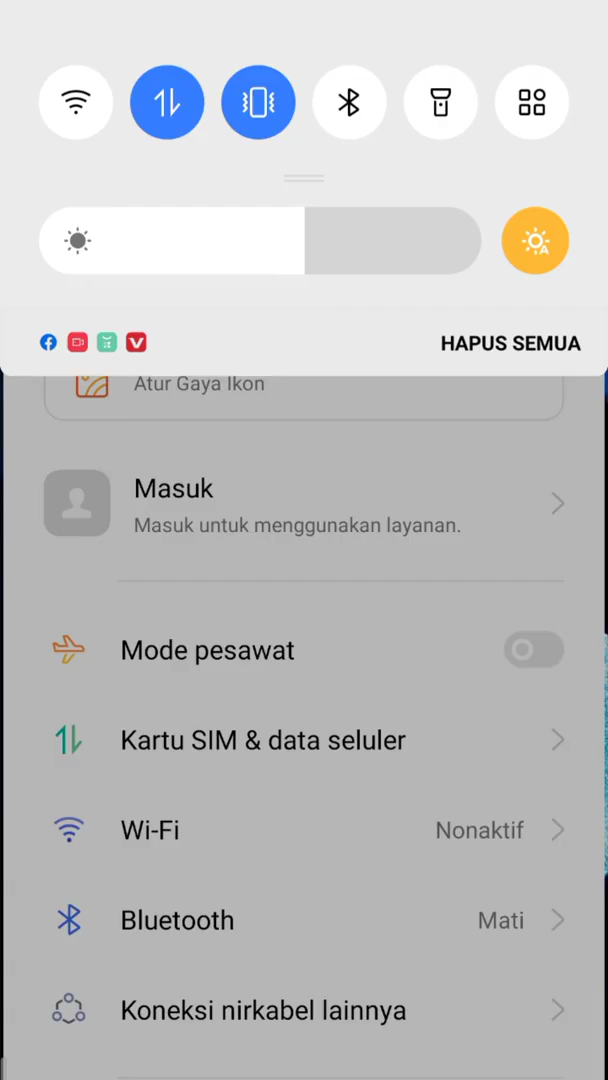 HAPUS SEMUA
Atur Gaya Ikon
Masuk
Masuk untuk menggunakan layanan.
Mode pesawat
Kartu SIM & data seluler
Wi-Fi
Nonaktif
Bluetooth
Mati
Koneksi nirkabel lainnya